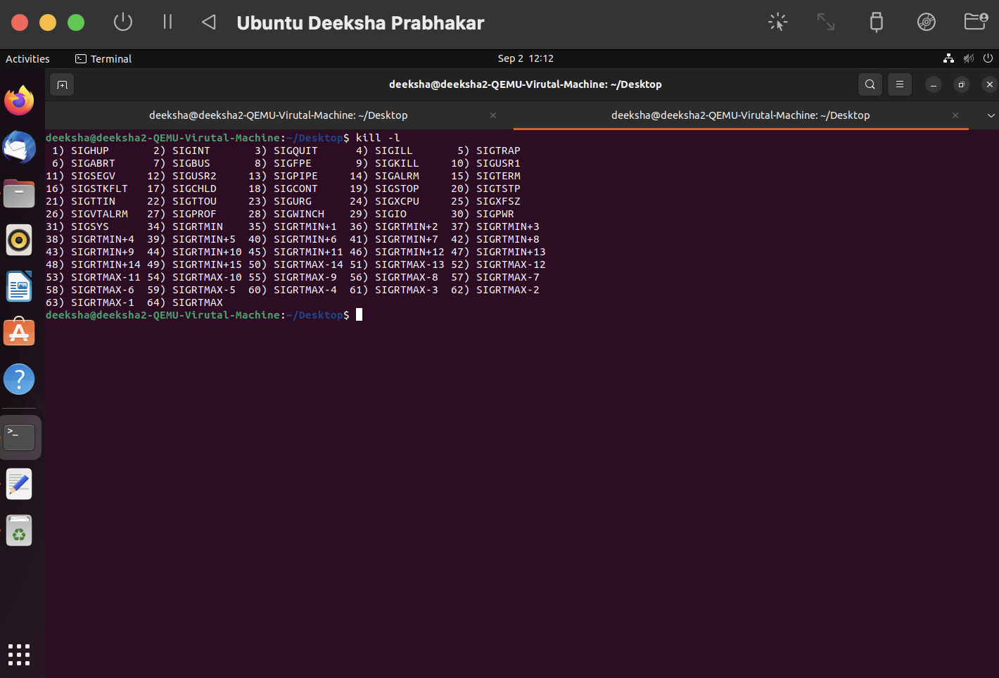 Ubuntu Deeksha Prabhakar
Activities Terminal Sep 2 12:12
deeksha@deeksha2-QEMU-Virutal-Machine: ~/Desktop
deeksha@deeksha2-QEMU-Virutal-Machine: ~/Desktop deeksha@deeksha2-QEMU-Virutal-Machine: ~/Desktop
deeksha@deeksha2-QEMU-Virutal-Machine:~/Desktop$ kill -l
1) SIGHUP 2) SIGINT 3) SIGQUIT 4) SIGILL 5) SIGTRAP
6) SIGABRT 7) SIGBUS 8) SIGFPE 9) SIGKILL 10) SIGUSR1
11) SIGSEGV 12) SIGUSR2 13) SIGPIPE 14) SIGALRM 15) SIGTERM
16) SIGSTKFLT 17) SIGCHLD 18) SIGCONT 19) SIGSTOP 20) SIGTSTP
21) SIGTTIN 22) SIGTTOU 23) SIGURG 24) SIGXCPU 25) SIGXFSZ
26) SIGVTALRM 27) SIGPROF 28) SIGWINCH 29) SIGIO 30) SIGPWR
31) SIGSYS 34) SIGRTMIN 35) SIGRTMIN+1 36) SIGRTMIN+2 37) SIGRTMIN+3
38) SIGRTMIN+4 39) SIGRTMIN+5 40) SIGRTMIN+6 41) SIGRTMIN+7 42) SIGRTMIN+8
43) SIGRTMIN+9 44) SIGRTMIN+10 45) SIGRTMIN+11 46) SIGRTMIN+12 47) SIGRTMIN+13
48) SIGRTMIN+14 49) SIGRTMIN+15 50) SIGRTMAX-14 51) SIGRTMAX-13 52) SIGRTMAX-12
53) SIGRTMAX-11 54) SIGRTMAX-10 55) SIGRTMAX-9 56) SIGRTMAX-8 57) SIGRTMAX-7
58) SIGRTMAX-6 59) SIGRTMAX-5 60) SIGRTMAX-4 61) SIGRTMAX-3 62) SIGRTMAX-2
63) SIGRTMAX-1 64) SIGRTMAX
deeksha@deeksha2-QEMU-Virutal-Machine:~/Desktop$